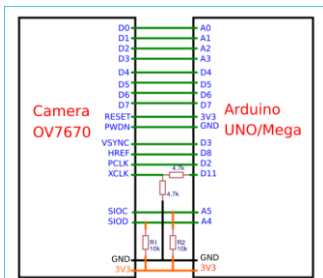 D0 A0
D1 A1
D2 A2
D3 A3
D4 D4
D5 D5
D6 D6
D7 D7
Camera
OV7670
Arduino
UNO/Mega
RESET 3V3
PWDN GND
VSYNC D3
HREF D8
PCLK D2
XCLK 4.7k D11
4.7k
SIOC A5
SIOD A4
R1
10k
R2
10k
GND GND
3V3 3V3